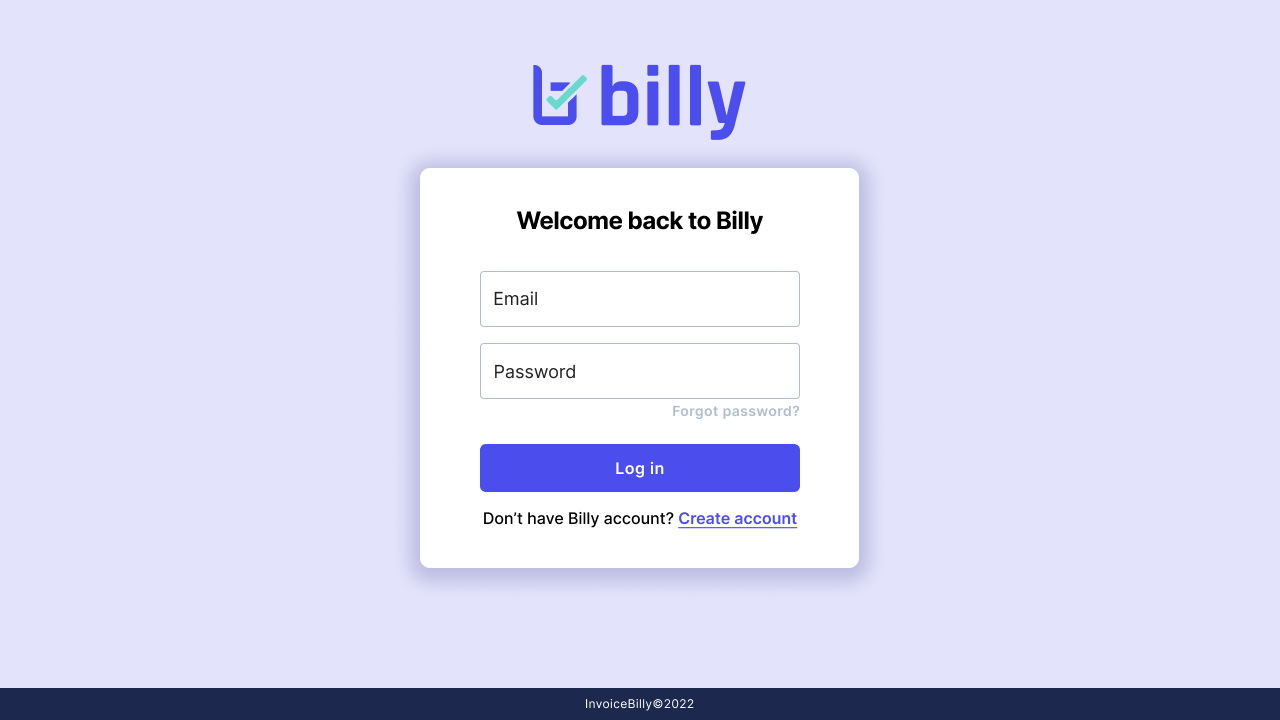 billy
Welcome back to Billy
Email
Password
Forgot password?
Log in
Don’t have Billy account? Create account
InvoiceBilly©2022